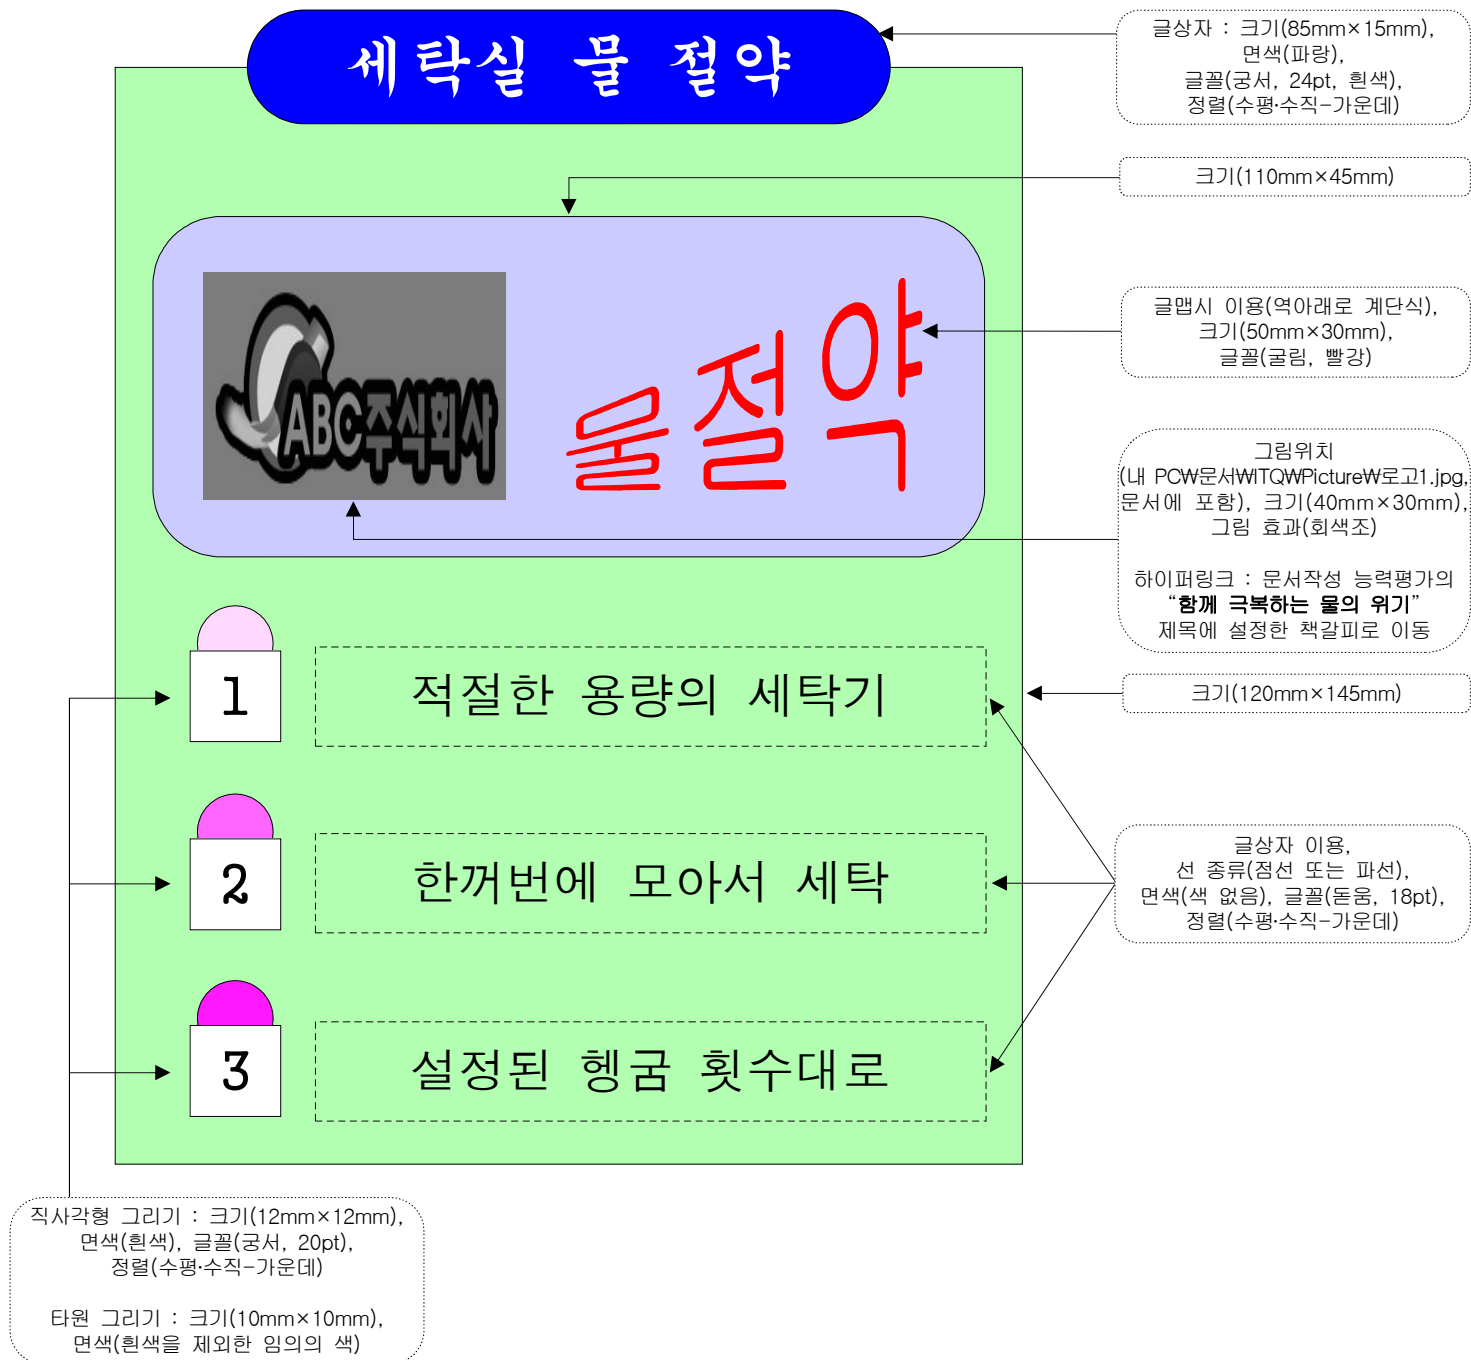 세탁실 물 절약
글상자 : 크기(85mm×15mm),
면색(파랑),
글꼴(궁서, 24pt, 흰색),
정렬(수평·수직-가운데)
크기(110mm×45mm)
ABC주식회사
물절약
글맵시 이용(역아래로 계단식),
크기(50mm×30mm),
글꼴(굴림, 빨강)
그림위치
(내 PC₩문서₩ITQ₩Picture₩로고1.jpg,
문서에 포함), 크기(40mm×30mm),
그림 효과(회색조)
하이퍼링크 : 문서작성 능력평가의
“함께 극복하는 물의 위기”
제목에 설정한 책갈피로 이동
1
적절한 용량의 세탁기
크기(120mm×145mm)
2
한꺼번에 모아서 세탁
글상자 이용,
선 종류(점선 또는 파선),
면색(색 없음), 글꼴(돋움, 18pt),
정렬(수평·수직-가운데)
3
설정된 헹굼 횟수대로
직사각형 그리기 : 크기(12mm×12mm),
면색(흰색), 글꼴(궁서, 20pt),
정렬(수평·수직-가운데)
타원 그리기 : 크기(10mm×10mm),
면색(흰색을 제외한 임의의 색)